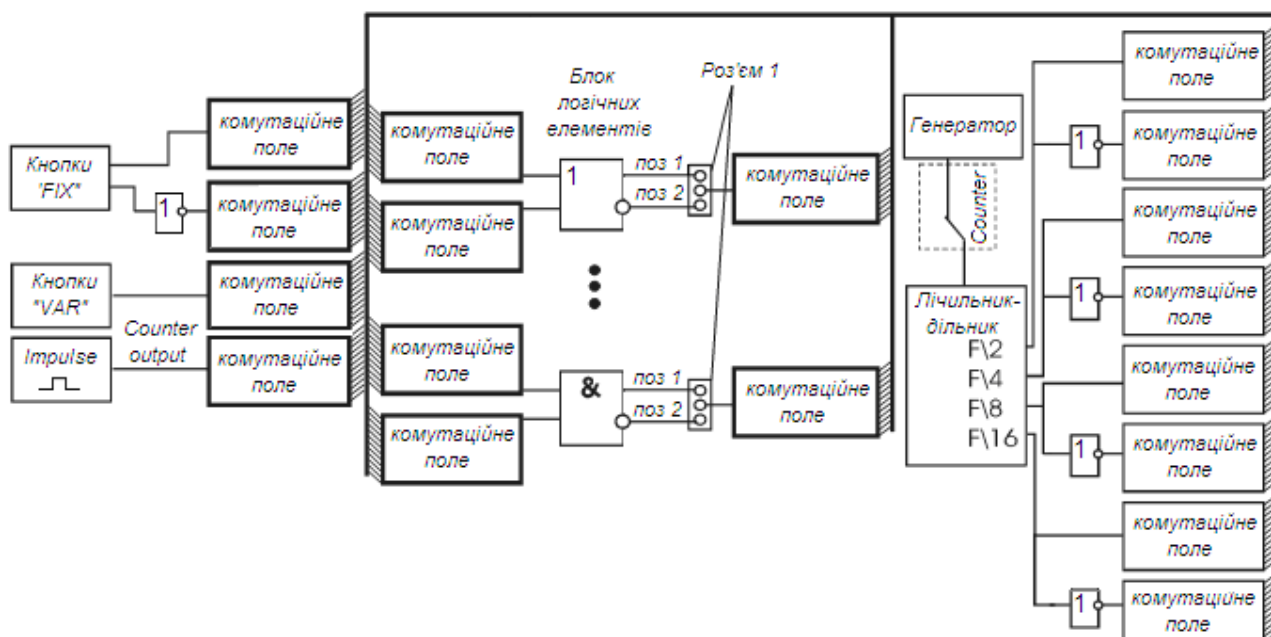 Кнопки
"FIX"
1
комутаційне
поле
комутаційне
поле
Кнопки
"VAR"
комутаційне
поле
Impulse
Counter
output
комутаційне
поле
комутаційне
поле
комутаційне
поле
Блок
логічних
елементів
1
поз 1
поз 2
Роз'єм 1
комутаційне
поле
комутаційне
поле
комутаційне
поле
&
поз 1
поз 2
комутаційне
поле
Генератор
Counter
Лічильник-
дільник
F\2
F\4
F\8
F\16
комутаційне
поле
1
комутаційне
поле
комутаційне
поле
1
комутаційне
поле
комутаційне
поле
1
комутаційне
поле
комутаційне
поле
1
комутаційне
поле